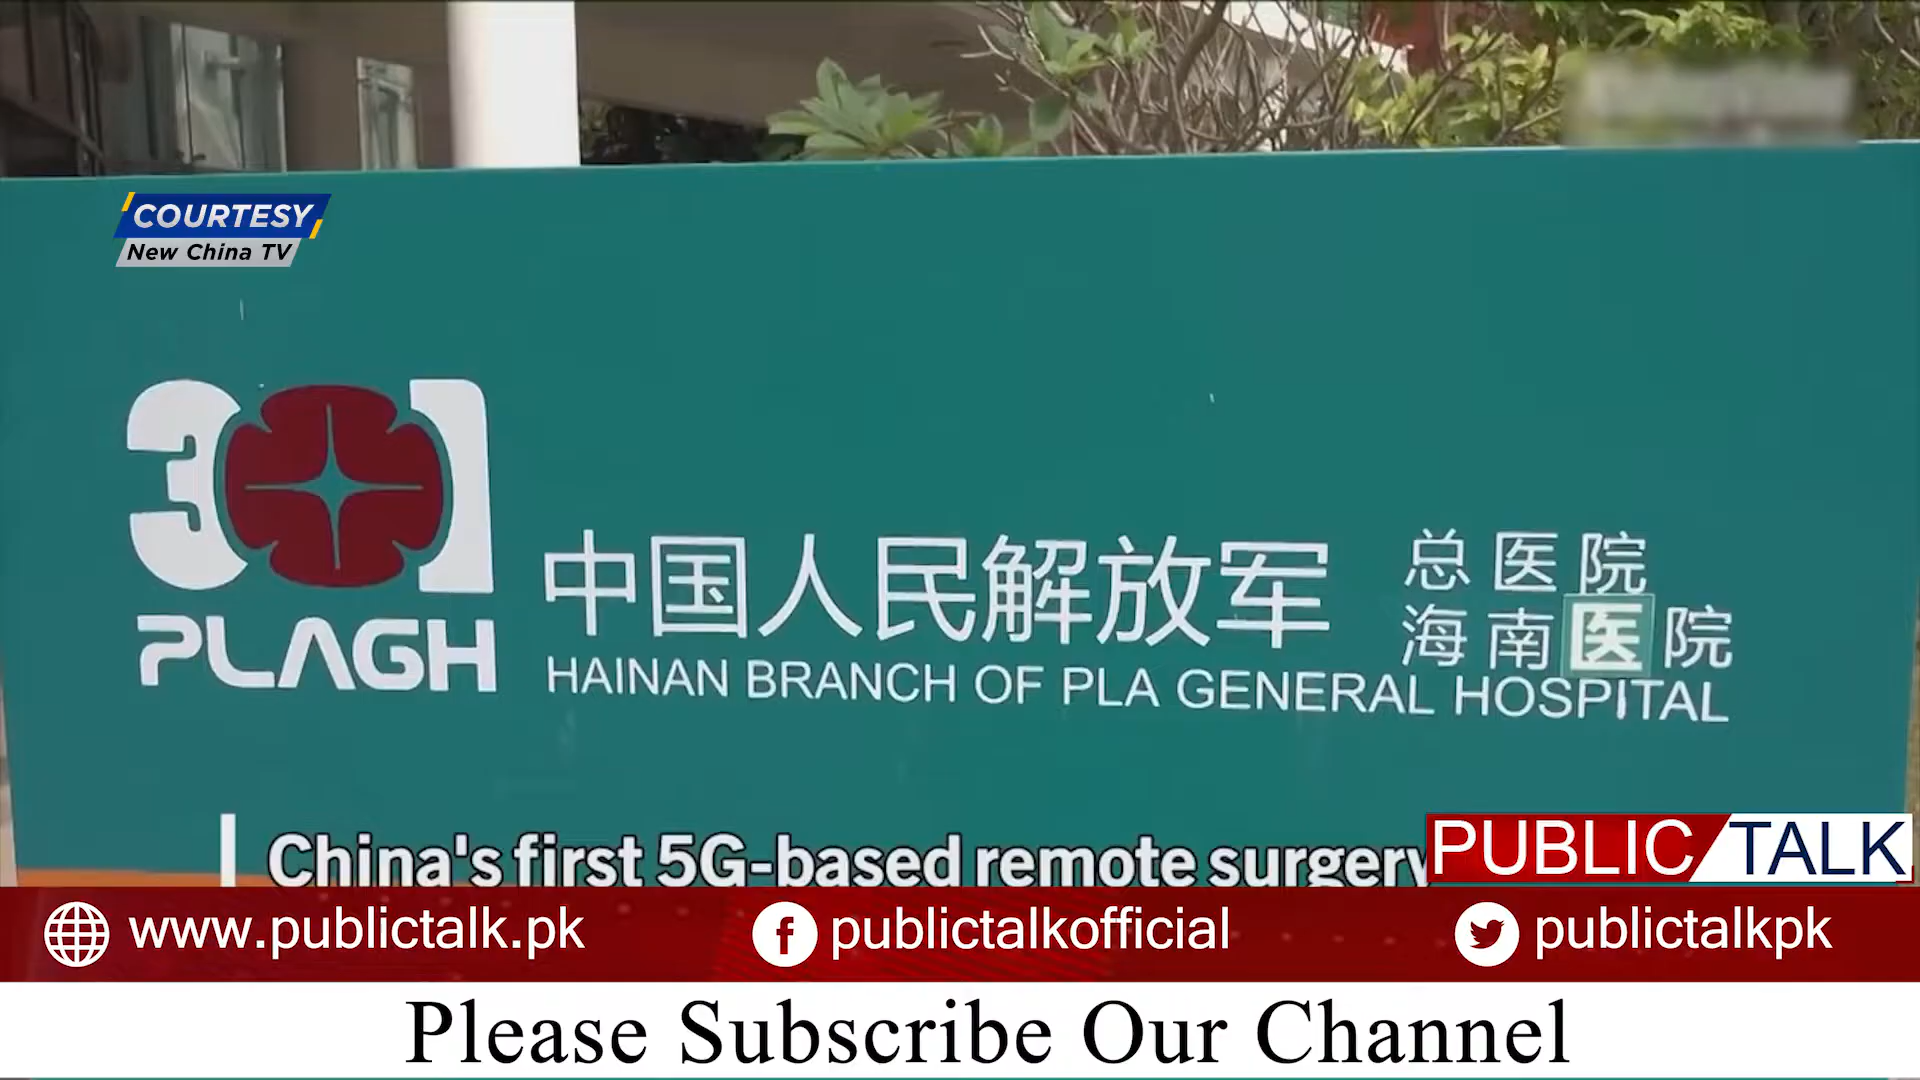 COURTESY
New China TV
301
PLAGH
中国人民解放军
总医院
海南医院
HAINAN BRANCH OF PLA GENERAL HOSPITAL
China's first 5G-based remote surgery
PUBLIC TALK
www.publictalk.pk
publictalkofficial
publictalkpk
Please Subscribe Our Channel